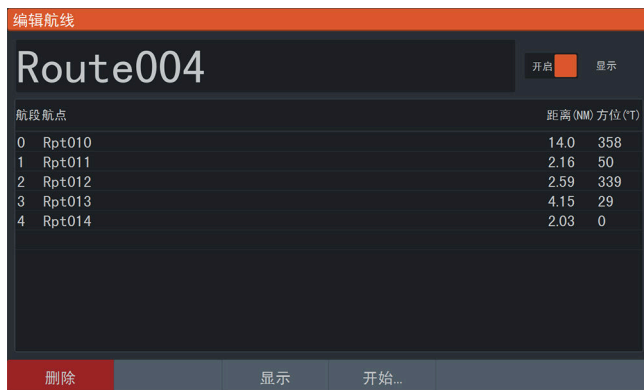 编辑航线
Route004 开启 显示
航段 航点 距离(NM) 方位(°T)
0 Rpt010 14.0 358
1 Rpt011 2.16 50
2 Rpt012 2.59 339
3 Rpt013 4.15 29
4 Rpt014 2.03 0
删除 显示 开始...